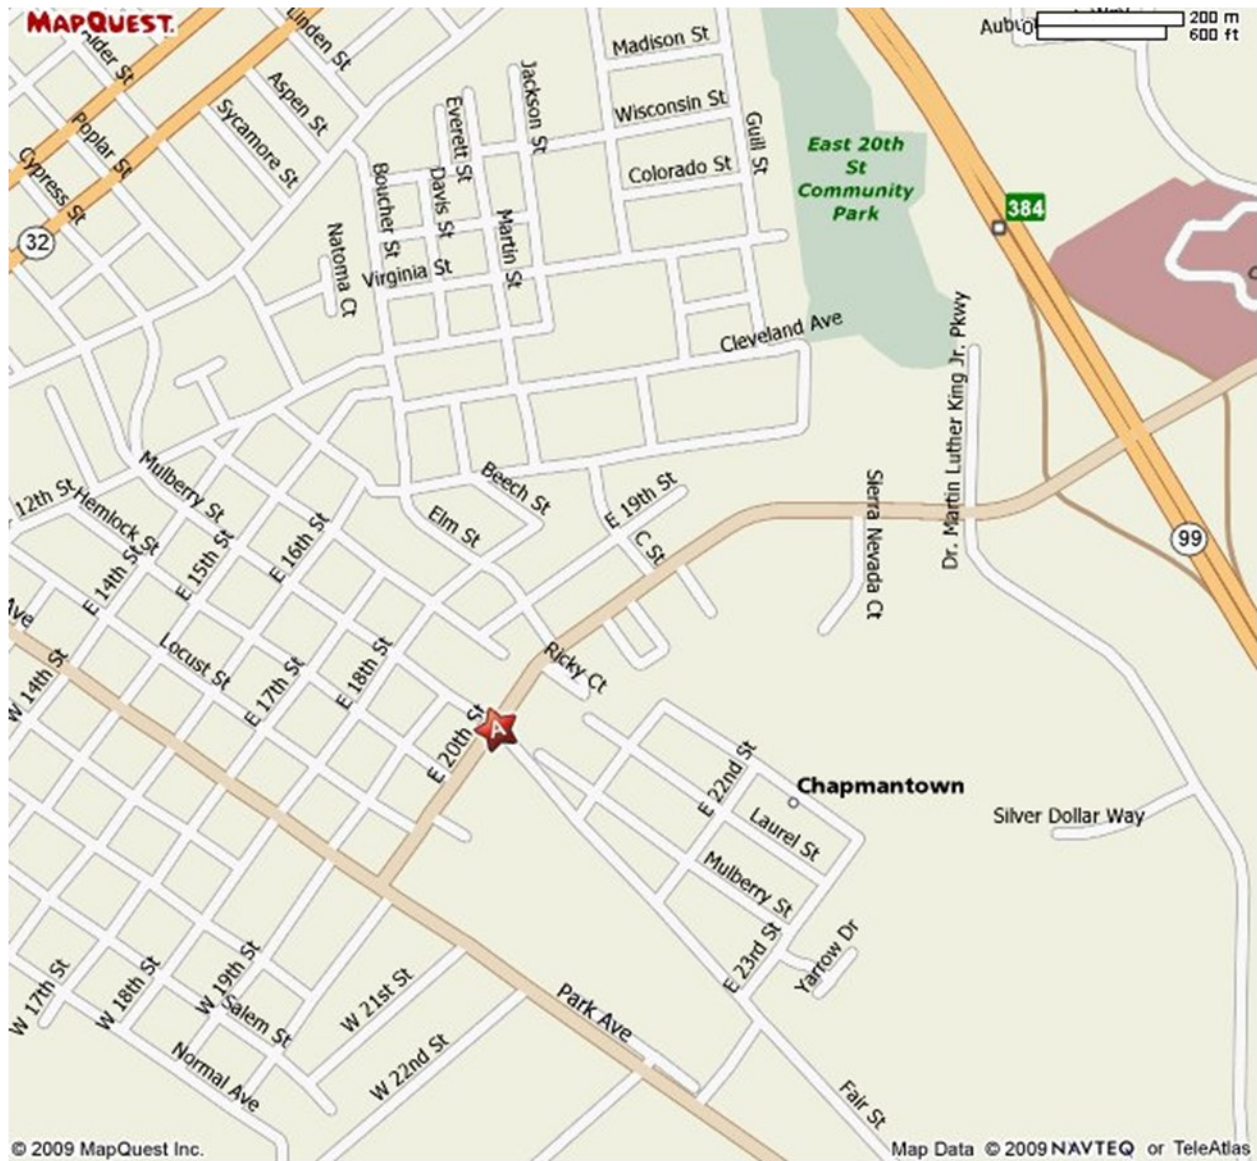 MAPQUEST.
200 m
600 ft
0
Linden St
Madison St
Jackson St
Aspen St
Everett St
Wisconsin St
Sycamore St
Poplar St
Guill St
East 20th
St
Community
Park
Cypress St
Boucher St
Davis St
Colorado St
384
32
Natoma Ct
Martin St
Virginia St
Cleveland Ave
Dr. Martin Luther King Jr. Pkwy
Mulberry St
Beech St
12th St
Hemlock St
Elm St
E 19th St
Sierra Nevada Ct
E 14th St
E 15th St
E 16th St
C St
99
Ave
Locust St
Ricky Ct
W 14th St
E 17th St
E 18th St
E 20th St
A
E 22nd St
Chapmantown
Laurel St
Silver Dollar Way
Mulberry St
E 23rd St
Yarrow Dr
W 17th St
W 18th St
W 19th St
Salem St
W 21st St
Park Ave
Normal Ave
W 22nd St
Fair St
© 2009 MapQuest Inc.
Map Data © 2009 NAVTEQ or TeleAtlas